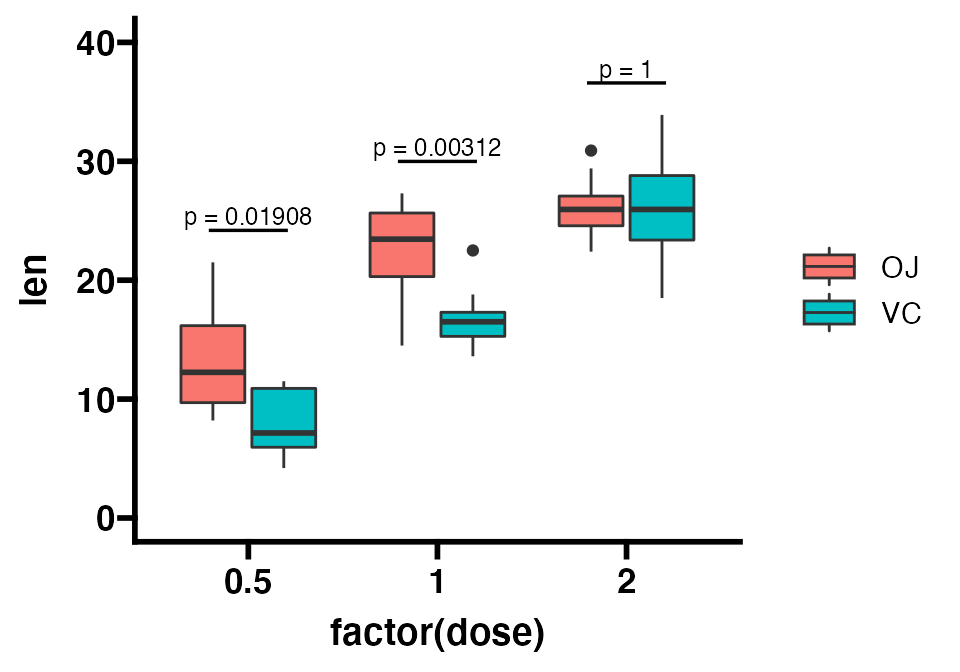 40
p = 1
p = 0.00312
30
p = 0.01908
len
20
OJ
VC
10
0
0.5 1 2
factor(dose)